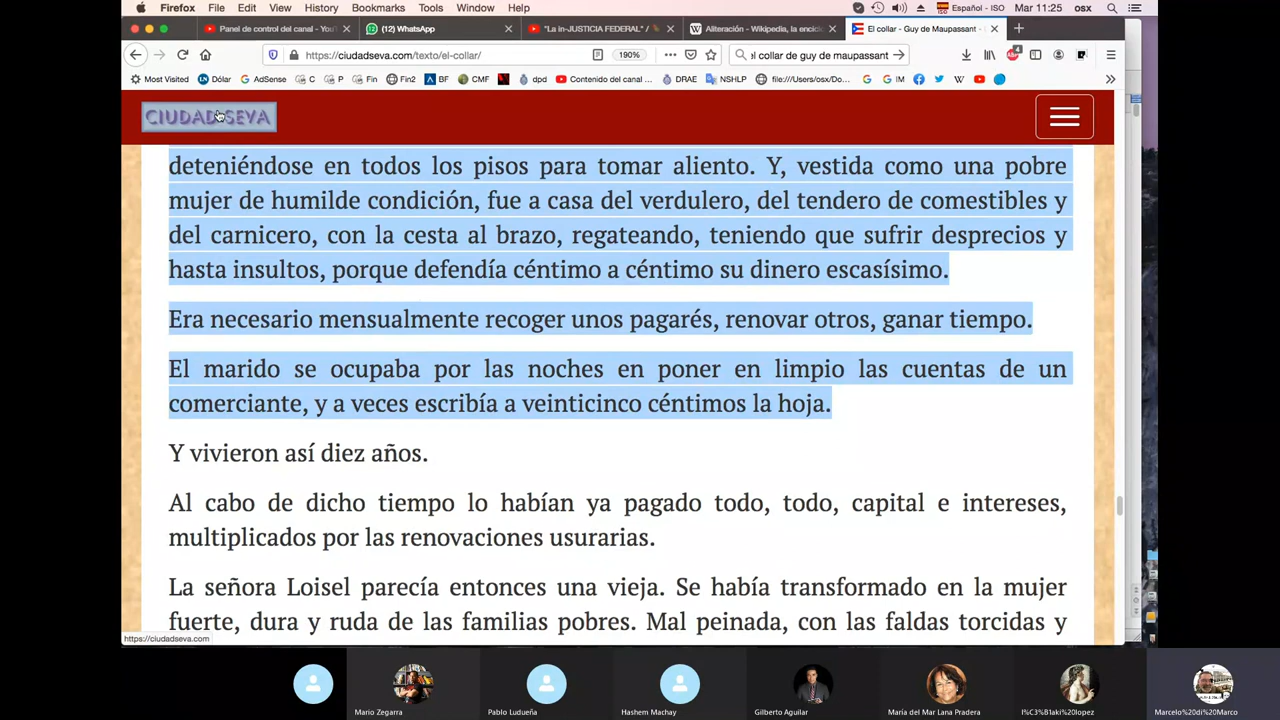 Firefox File Edit View History Bookmarks Tools Window Help Español - ISO Mar 11:25 osx
Panel de control del canal - You × (12) WhatsApp × "La in-JUSTICIA FEDERAL" / × Aliteración - Wikipedia, la encicl × El collar - Guy de Maupassant - × +
https://ciudadseva.com/texto/el-collar/ 190% el collar de guy de maupassant
Most Visited Dólar AdSense C P Fin Fin2 BF CMF dpd Contenido del canal ... DRAE NSHLP file:///Users/osx/Do... G IM
CIUDAD SEVA
deteniéndose en todos los pisos para tomar aliento. Y, vestida como una pobre
mujer de humilde condición, fue a casa del verdulero, del tendero de comestibles y
del carnicero, con la cesta al brazo, regateando, teniendo que sufrir desprecios y
hasta insultos, porque defendía céntimo a céntimo su dinero escasísimo.
Era necesario mensualmente recoger unos pagarés, renovar otros, ganar tiempo.
El marido se ocupaba por las noches en poner en limpio las cuentas de un
comerciante, y a veces escribía a veinticinco céntimos la hoja.
Y vivieron así diez años.
Al cabo de dicho tiempo lo habían ya pagado todo, todo, capital e intereses,
multiplicados por las renovaciones usurarias.
La señora Loisel parecía entonces una vieja. Se había transformado en la mujer
fuerte, dura y ruda de las familias pobres. Mal peinada, con las faldas torcidas y
https://ciudadseva.com
Mario Zegarra Pablo Ludueña Hashem Machay Gilberto Aguilar María del Mar Lana Pradera I%C3%81aki%20lopez Marcelo%20di%20Marco